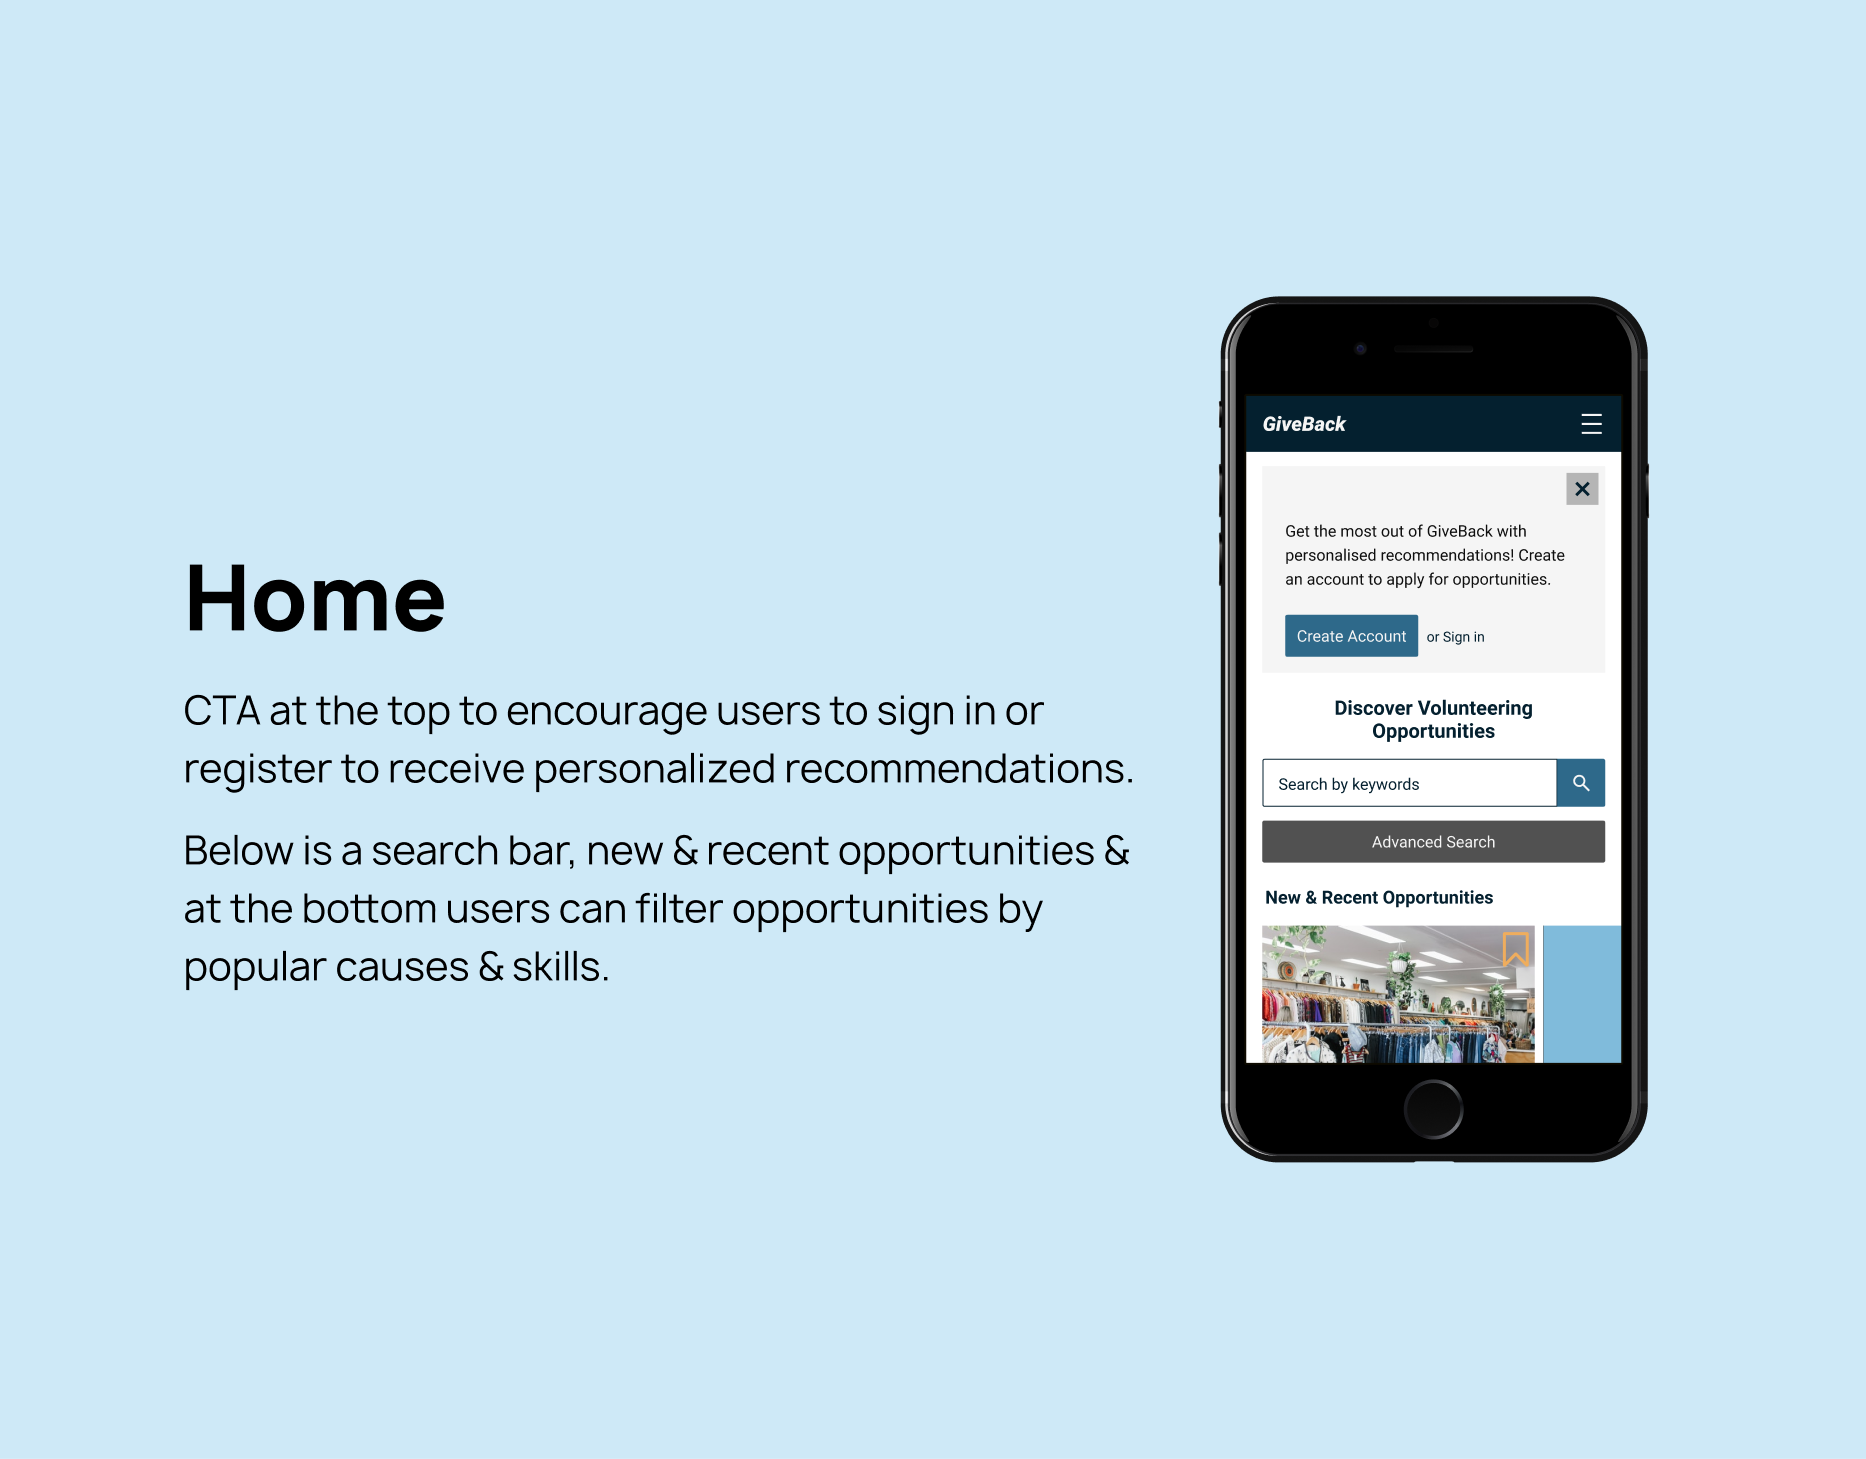 Home
CTA at the top to encourage users to sign in or
register to receive personalized recommendations.
Below is a search bar, new & recent opportunities &
at the bottom users can filter opportunities by
popular causes & skills.
GiveBack
Get the most out of GiveBack with
personalised recommendations! Create
an account to apply for opportunities.
Create Account or Sign in
Discover Volunteering
Opportunities
Search by keywords
Advanced Search
New & Recent Opportunities